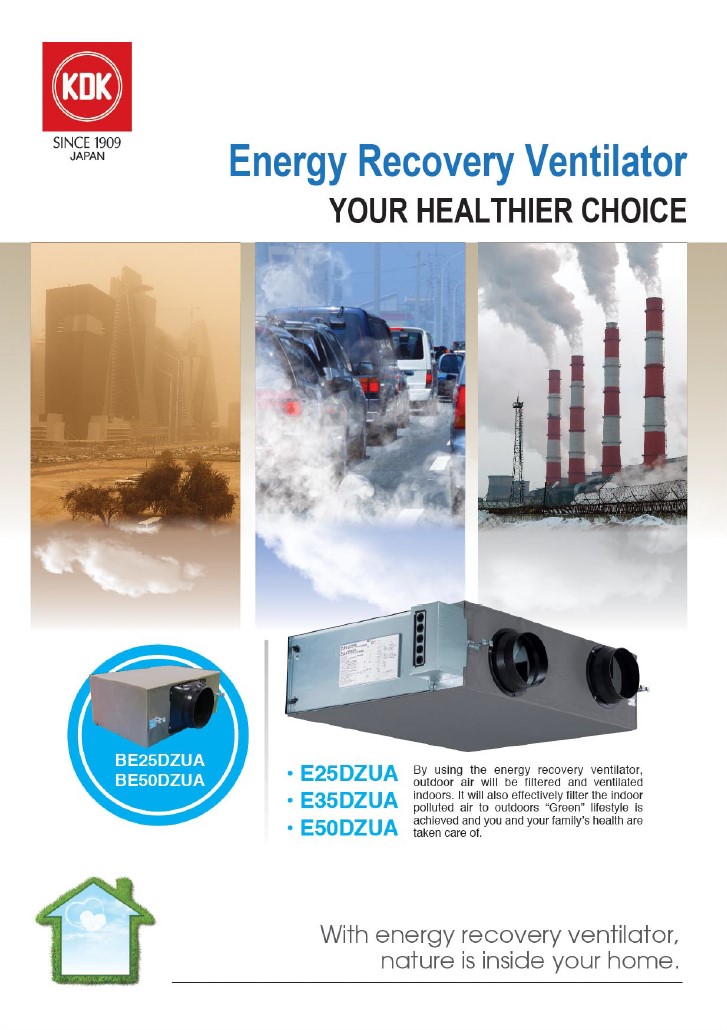 KDK
SINCE 1909
JAPAN
Energy Recovery Ventilator
YOUR HEALTHIER CHOICE
BE25DZUA
BE50DZUA
• E25DZUA
• E35DZUA
• E50DZUA
By using the energy recovery ventilator,
outdoor air will be filtered and ventilated
indoors. It will also effectively filter the indoor
polluted air to outdoors “Green” lifestyle is
achieved and you and your family’s health are
taken care of.
With energy recovery ventilator,
nature is inside your home.